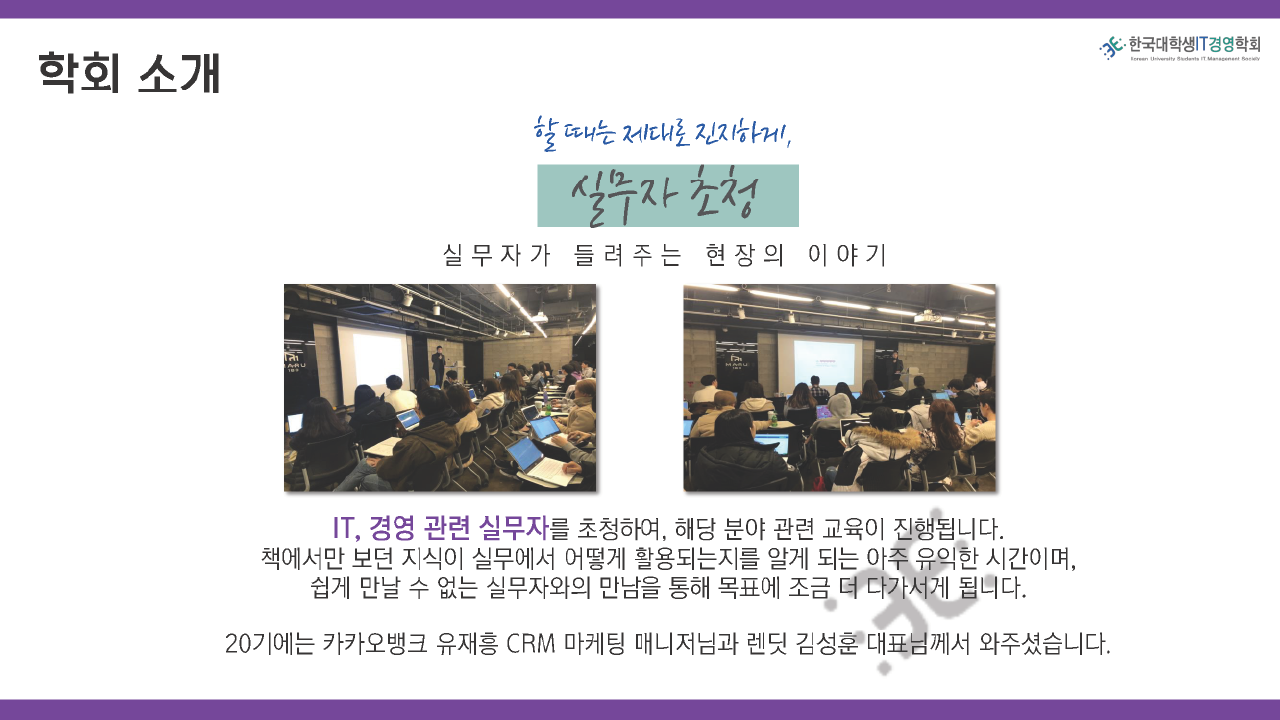 학회 소개
한국대학생IT경영학회
Korean University Students IT Management Society
할 때는 제대로 진지하게,
실무자 초청
실무자가 들려주는 현장의 이야기
MARU
180
IT, 경영 관련 실무자를 초청하여, 해당 분야 관련 교육이 진행됩니다.
책에서만 보던 지식이 실무에서 어떻게 활용되는지를 알게 되는 아주 유익한 시간이며,
쉽게 만날 수 없는 실무자와의 만남을 통해 목표에 조금 더 다가서게 됩니다.
20기에는 카카오뱅크 유재흥 CRM 마케팅 매니저님과 렌딧 김성훈 대표님께서 와주셨습니다.